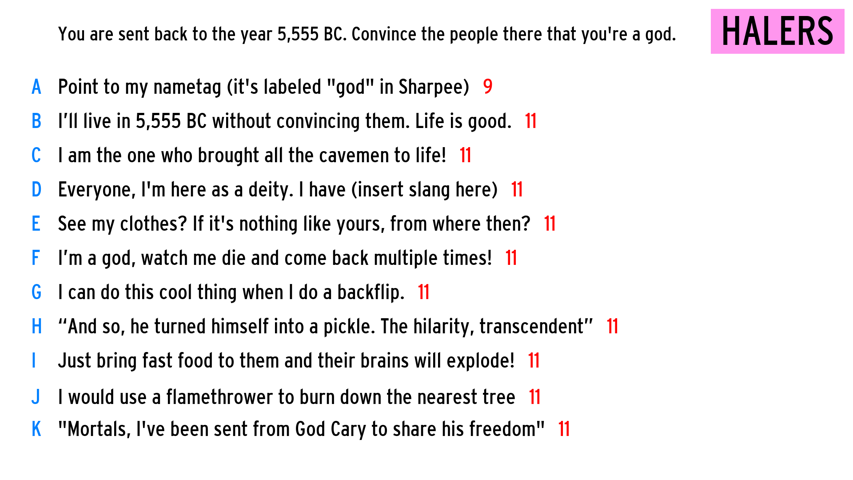 You are sent back to the year 5,555 BC. Convince the people there that you're a god.
HALERS
A Point to my nametag (it's labeled "god" in Sharpee) 9
B I’ll live in 5,555 BC without convincing them. Life is good. 11
C I am the one who brought all the cavemen to life! 11
D Everyone, I'm here as a deity. I have (insert slang here) 11
E See my clothes? If it's nothing like yours, from where then? 11
F I’m a god, watch me die and come back multiple times! 11
G I can do this cool thing when I do a backflip. 11
H “And so, he turned himself into a pickle. The hilarity, transcendent” 11
I Just bring fast food to them and their brains will explode! 11
J I would use a flamethrower to burn down the nearest tree 11
K "Mortals, I've been sent from God Cary to share his freedom" 11